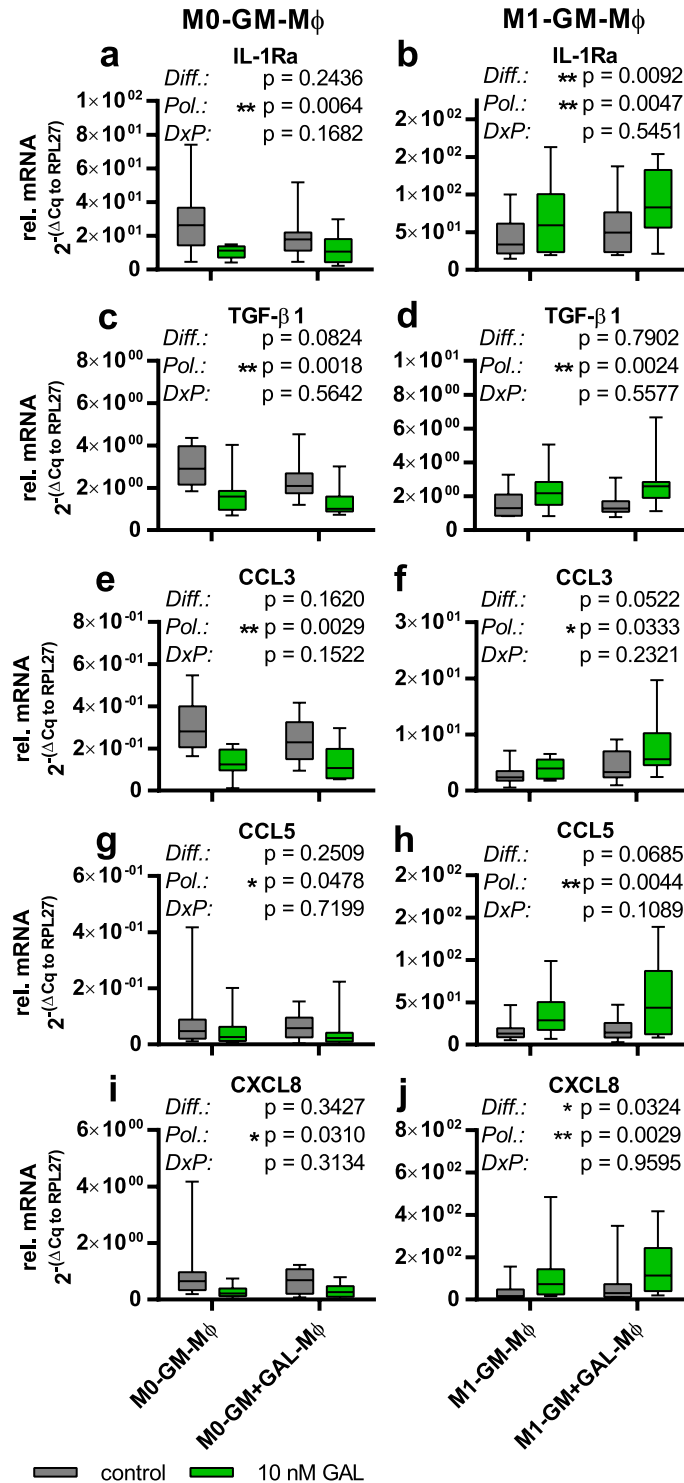 M0-GM-Mϕ
M1-GM-Mϕ
a
IL-1Ra
Diff.: p = 0.2436
Pol.: ** p = 0.0064
DxP: p = 0.1682
1×10⁰²
8×10⁰¹
6×10⁰¹
4×10⁰¹
2×10⁰¹
0
rel. mRNA
2-(ΔCq to RPL27)
b
IL-1Ra
Diff.: ** p = 0.0092
Pol.: ** p = 0.0047
DxP: p = 0.5451
2×10⁰²
2×10⁰²
1×10⁰²
5×10⁰¹
0
c
TGF-β1
Diff.: p = 0.0824
Pol.: ** p = 0.0018
DxP: p = 0.5642
8×10⁰⁰
6×10⁰⁰
4×10⁰⁰
2×10⁰⁰
0
rel. mRNA
2-(ΔCq to RPL27)
d
TGF-β1
Diff.: p = 0.7902
Pol.: ** p = 0.0024
DxP: p = 0.5577
1×10⁰¹
8×10⁰⁰
6×10⁰⁰
4×10⁰⁰
2×10⁰⁰
0
e
CCL3
Diff.: p = 0.1620
Pol.: ** p = 0.0029
DxP: p = 0.1522
8×10⁻⁰¹
6×10⁻⁰¹
4×10⁻⁰¹
2×10⁻⁰¹
0
rel. mRNA
2-(ΔCq to RPL27)
f
CCL3
Diff.: p = 0.0522
Pol.: * p = 0.0333
DxP: p = 0.2321
3×10⁰¹
2×10⁰¹
1×10⁰¹
0
g
CCL5
Diff.: p = 0.2509
Pol.: * p = 0.0478
DxP: p = 0.7199
6×10⁻⁰¹
4×10⁻⁰¹
2×10⁻⁰¹
0
rel. mRNA
2-(ΔCq to RPL27)
h
CCL5
Diff.: p = 0.0685
Pol.: ** p = 0.0044
DxP: p = 0.1089
2×10⁰²
2×10⁰²
1×10⁰²
5×10⁰¹
0
i
CXCL8
Diff.: p = 0.3427
Pol.: * p = 0.0310
DxP: p = 0.3134
6×10⁰⁰
4×10⁰⁰
2×10⁰⁰
0
rel. mRNA
2-(ΔCq to RPL27)
j
CXCL8
Diff.: * p = 0.0324
Pol.: ** p = 0.0029
DxP: p = 0.9595
8×10⁰²
6×10⁰²
4×10⁰²
2×10⁰²
0
M0-GM-Mϕ
M0-GM+GAL-Mϕ
M1-GM-Mϕ
M1-GM+GAL-Mϕ
control
10 nM GAL